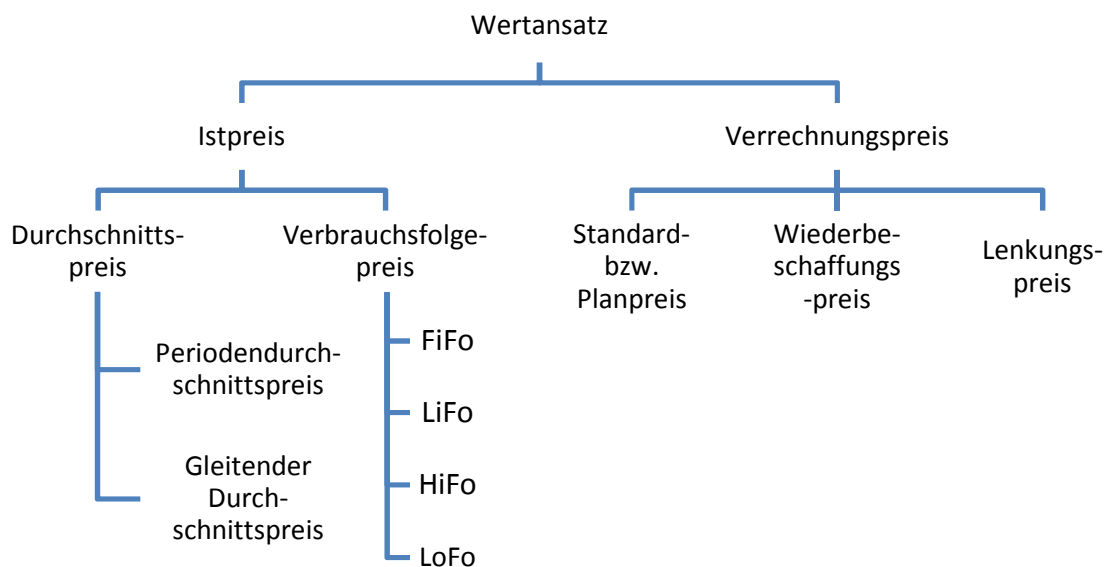 Wertansatz
Istpreis
Verrechnungspreis
Durchschnitts-
preis
Verbrauchsfolge-
preis
Standard-
bzw.
Planpreis
Wiederbe-
schaffungs
-preis
Lenkungs-
preis
Periodendurch-
schnittspreis
Gleitender
Durch-
schnittspreis
FiFo
LiFo
HiFo
LoFo